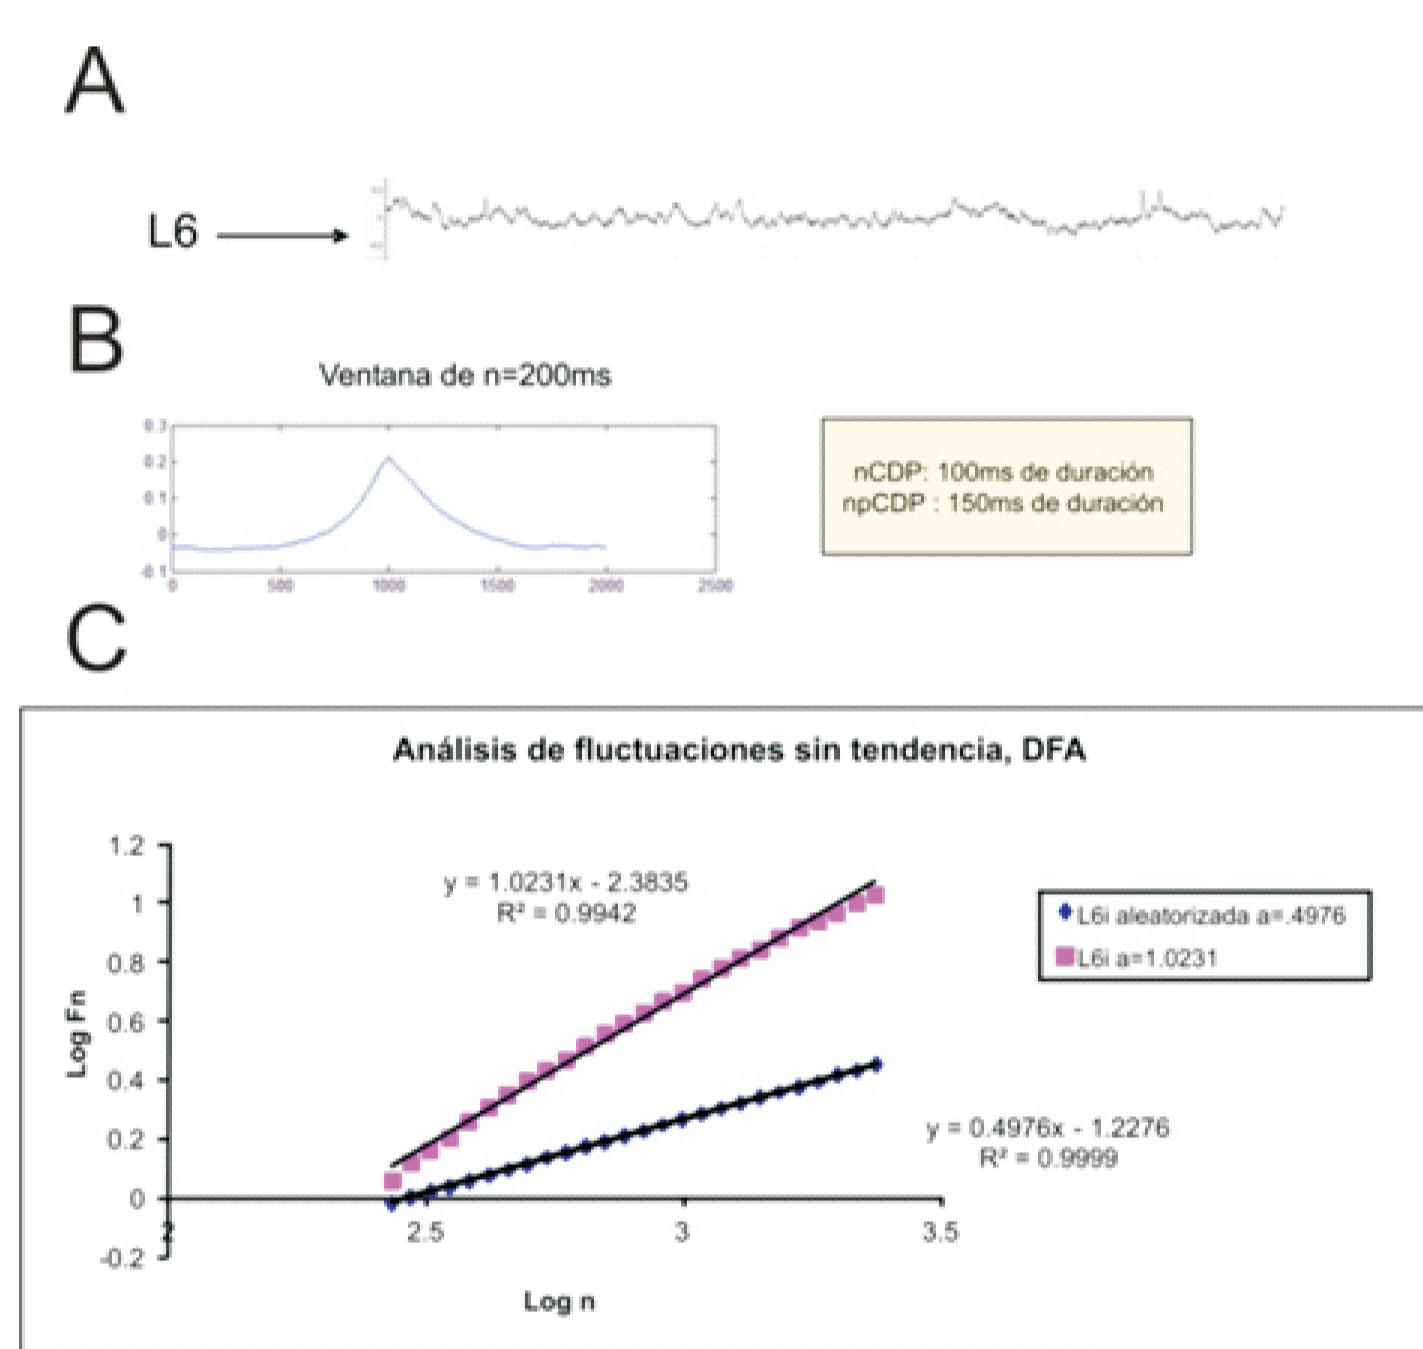 A
L6
B
Ventana de n=200ms
0.3
0.2
0.1
0
-0.1
0 500 1000 1500 2000 2500
nCDP: 100ms de duración
npCDP : 150ms de duración
C
Análisis de fluctuaciones sin tendencia, DFA
1.2
1
0.8
0.6
0.4
0.2
0
-0.2
Log Fn
y = 1.0231x - 2.3835
R² = 0.9942
L6i aleatorizada a=.4976
L6i a=1.0231
y = 0.4976x - 1.2276
R² = 0.9999
2 2.5 3 3.5
Log n